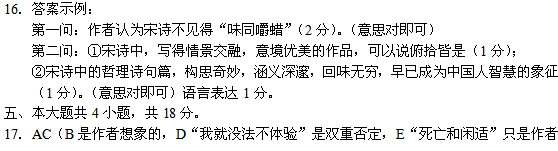 16．答案示例：
第一问：作者认为宋诗不见得“味同嚼蜡”（2 分）。（意思对即可）
第二问：①宋诗中，写得情景交融，意境优美的作品，可以说俯拾皆是（1 分）；
②宋诗中的哲理诗句篇，构思奇妙，涵义深邃，回味无穷，早已成为中国人智慧的象征
（1 分）。（意思对即可）语言表达 1 分。
五、本大题共 4 小题，共 18 分。
17．AC（B 是作者想象的，D“我就没法不体验”是双重否定，E“死亡和闲适”只是作者